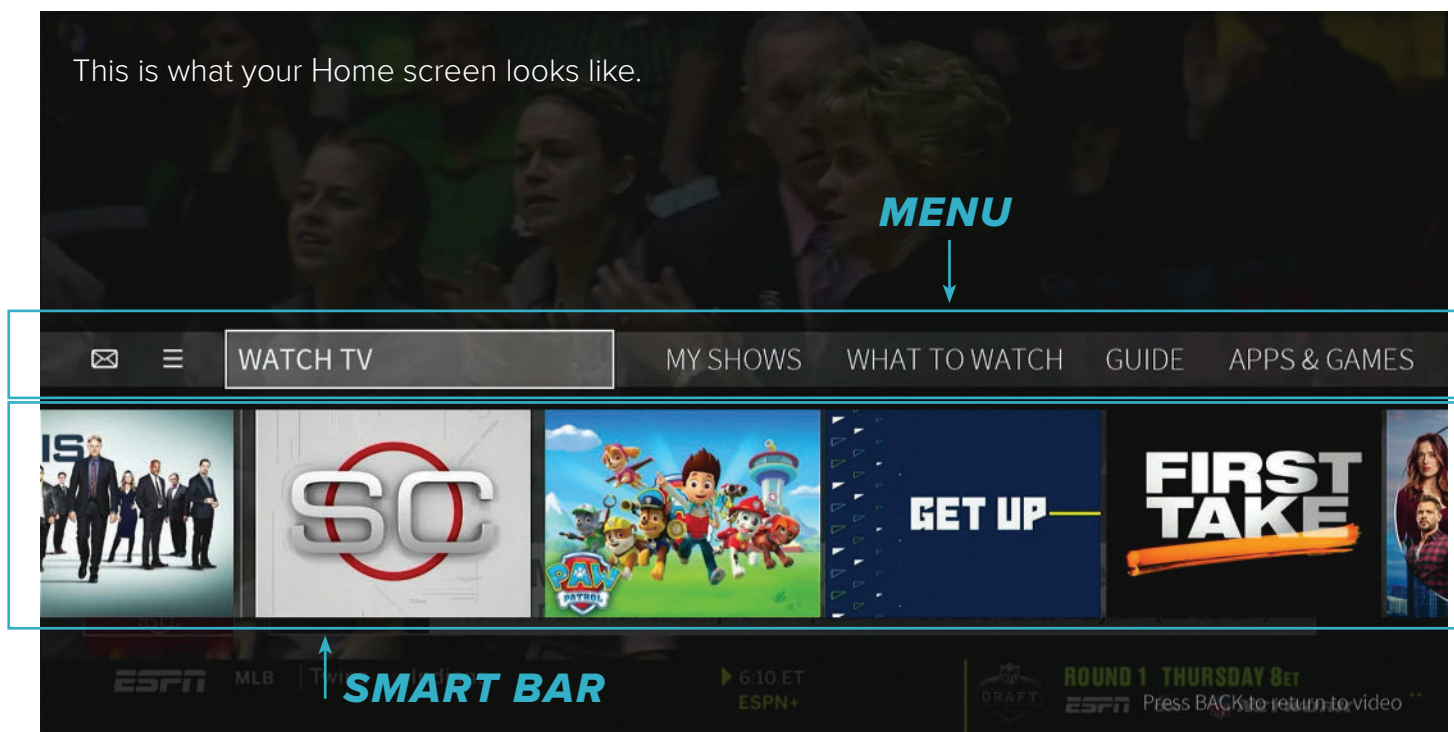 This is what your Home screen looks like.
MENU
WATCH TV MY SHOWS WHAT TO WATCH GUIDE APPS & GAMES
IS
SC
PAW
PATROL
GET UP
FIRST
TAKE
SMART BAR
ESPN MLB 6:10 ET
ESPN+
DRAFT
ROUND 1 THURSDAY 8ET
ESPN
Press BACK to return to video